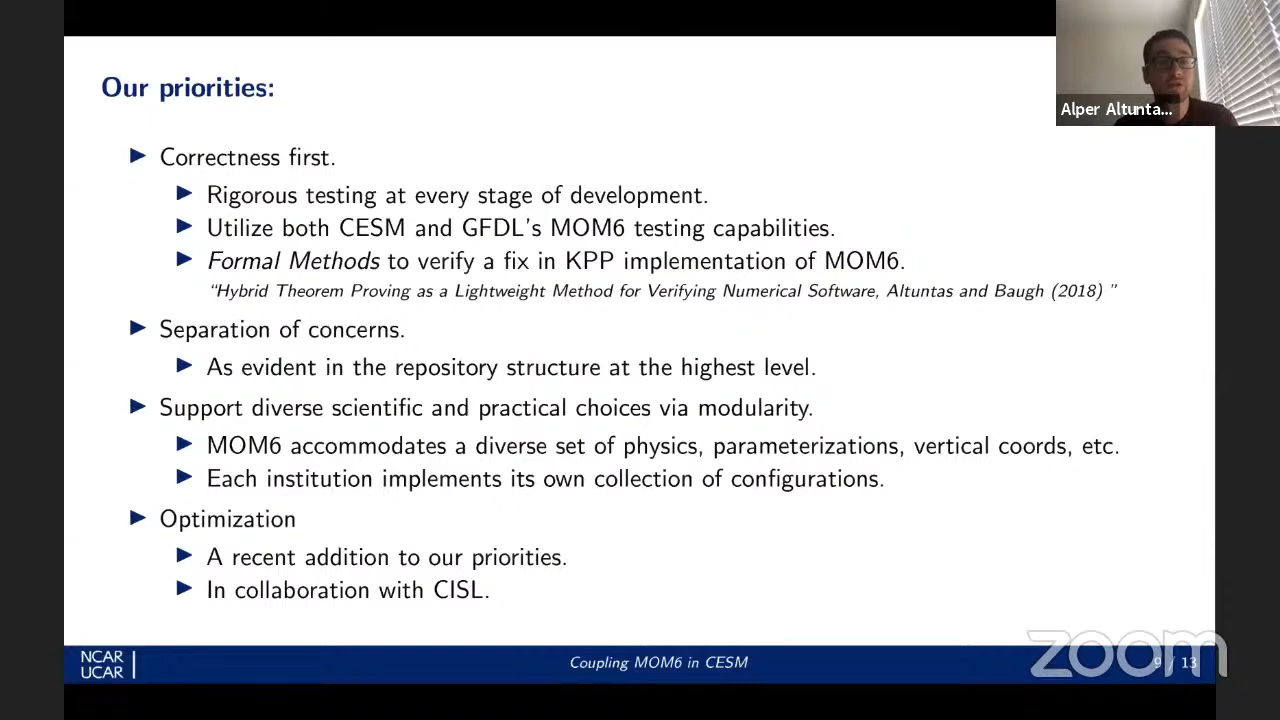 Our priorities:
Correctness first.
Rigorous testing at every stage of development.
Utilize both CESM and GFDL's MOM6 testing capabilities.
Formal Methods to verify a fix in KPP implementation of MOM6.
"Hybrid Theorem Proving as a Lightweight Method for Verifying Numerical Software, Altuntas and Baugh (2018) "
Separation of concerns.
As evident in the repository structure at the highest level.
Support diverse scientific and practical choices via modularity.
MOM6 accommodates a diverse set of physics, parameterizations, vertical coords, etc.
Each institution implements its own collection of configurations.
Optimization
A recent addition to our priorities.
In collaboration with CISL.
Alper Altunta...
NCAR
UCAR
Coupling MOM6 in CESM
9 / 13
zoom